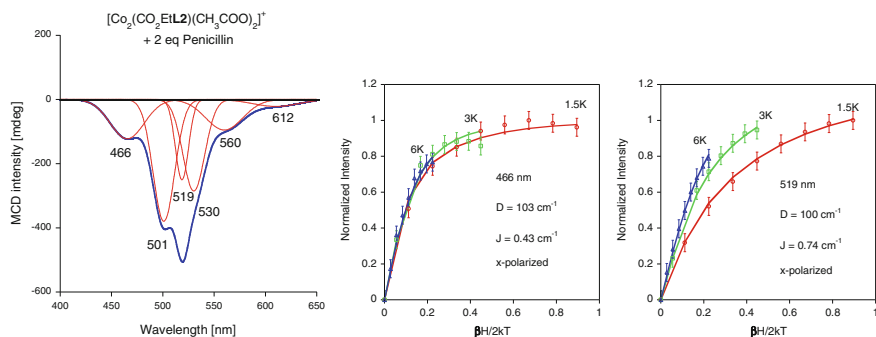 [Co2(CO2EtL2)(CH3COO)2]+
+ 2 eq Penicillin
MCD intensity [mdeg]
200
0
-200
-400
-600
466
501
519
530
560
612
400
450
500
550
600
650
Wavelength [nm]
Normalized Intensity
1.2
1
0.8
0.6
0.4
0.2
0
6K
3K
1.5K
466 nm
D = 103 cm-1
J = 0.43 cm-1
x-polarized
0
0.2
0.4
0.6
0.8
1
βH/2kT
Normalized Intensity
1.2
1
0.8
0.6
0.4
0.2
0
6K
3K
1.5K
519 nm
D = 100 cm-1
J = 0.74 cm-1
x-polarized
0
0.2
0.4
0.6
0.8
1
βH/2kT